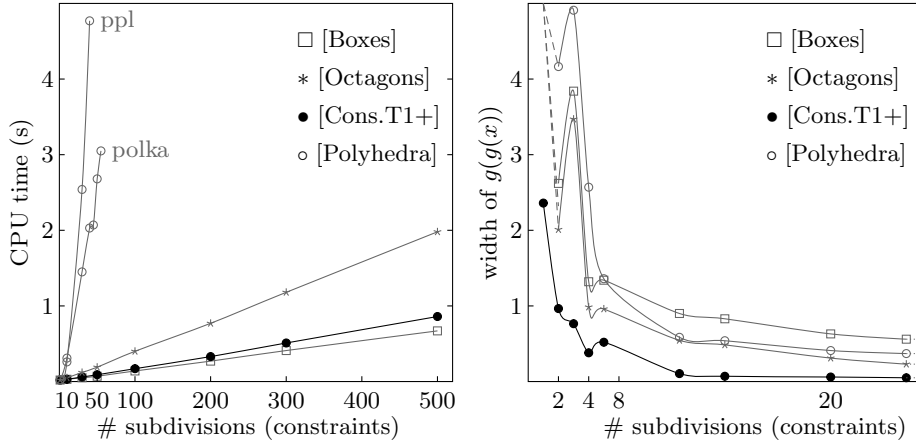 CPU time (s)
4
3
2
1
10 50 100 200 300 400 500
# subdivisions (constraints)
ppl
polka
[Boxes]
[Octagons]
[Cons.T1+]
[Polyhedra]
width of g(g(x))
4
3
2
1
2 4 8 20
# subdivisions (constraints)
[Boxes]
[Octagons]
[Cons.T1+]
[Polyhedra]